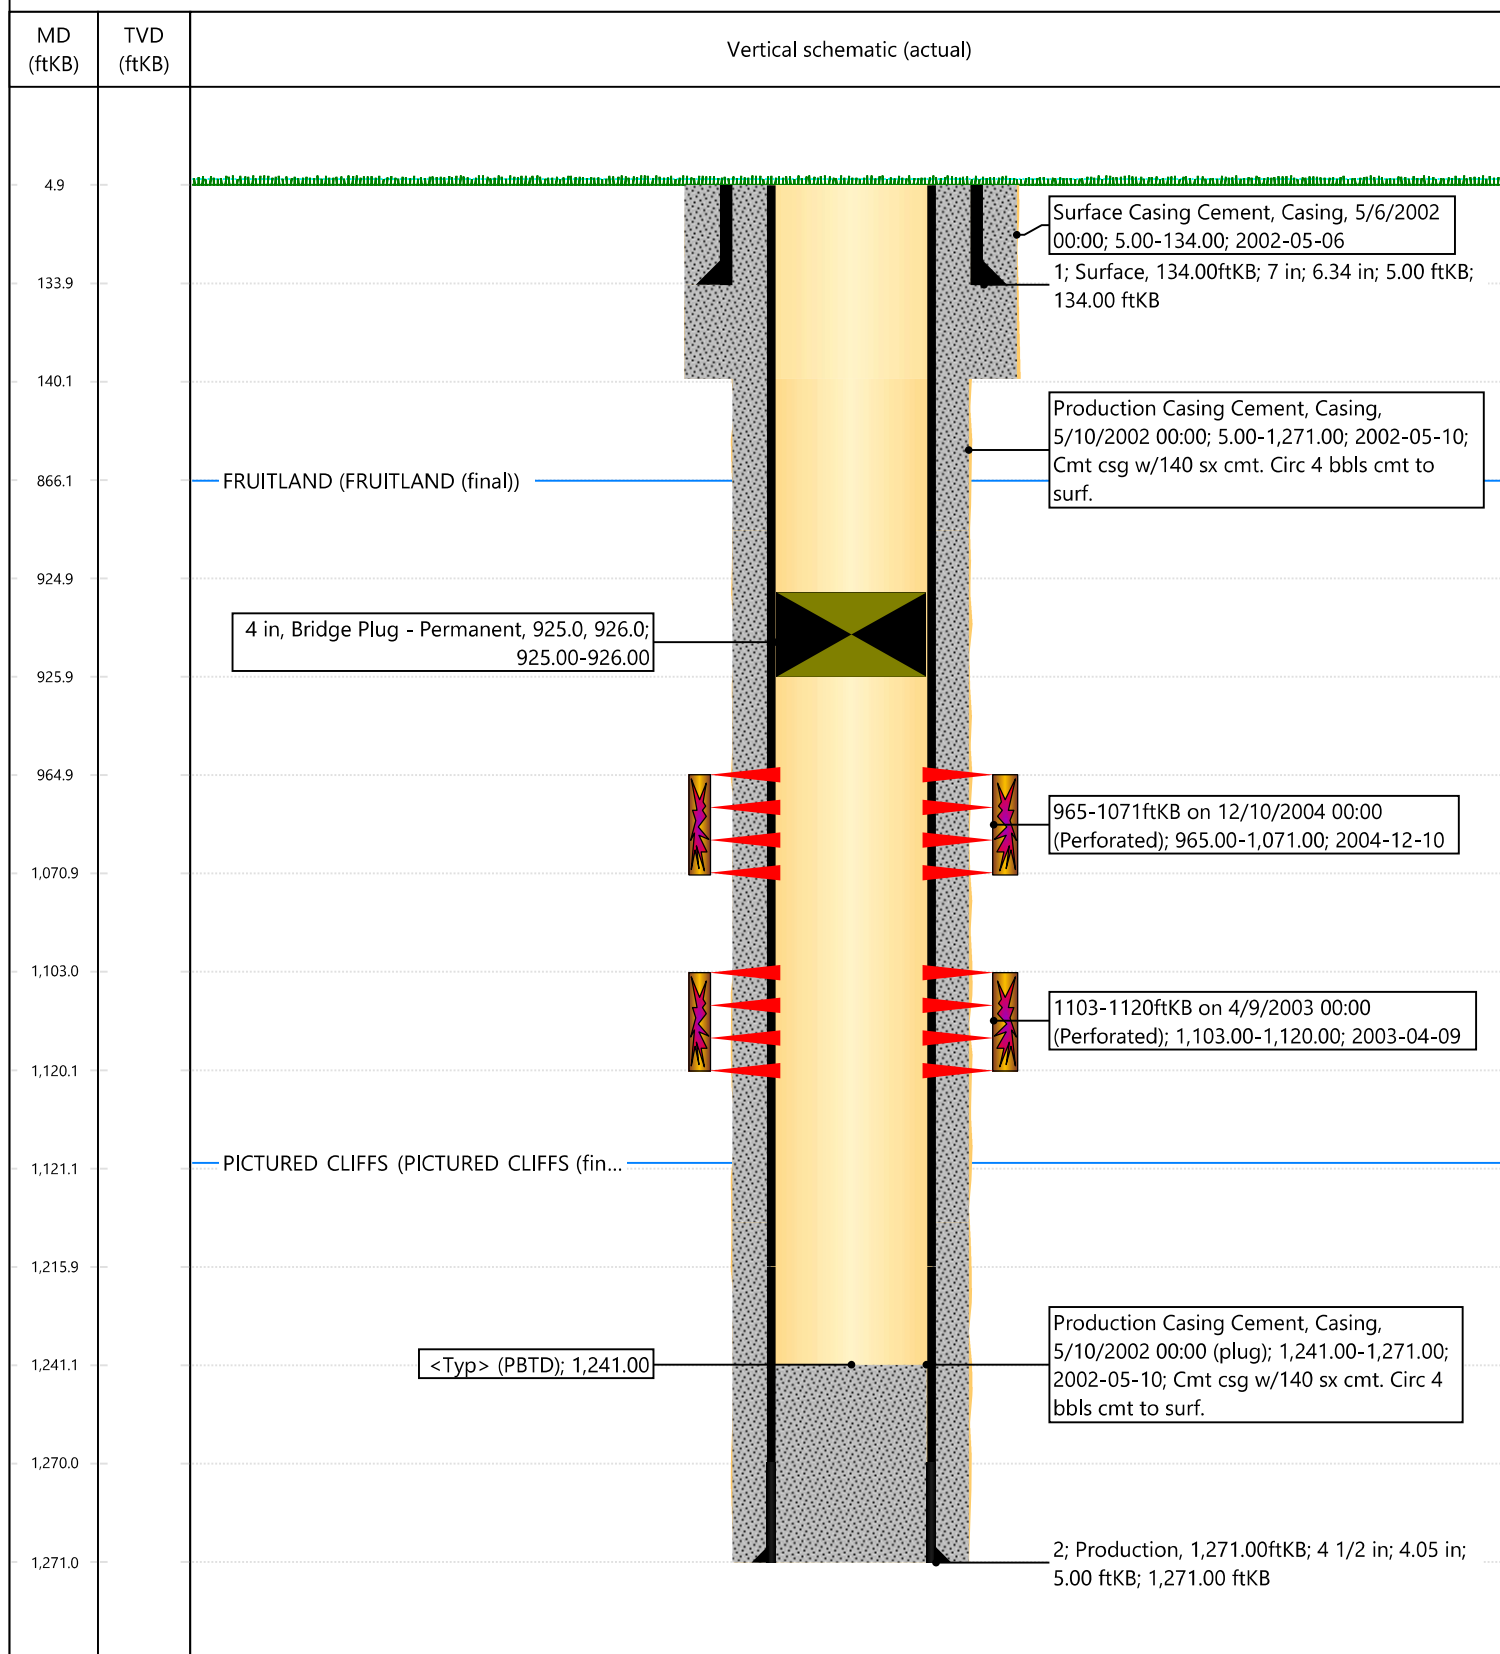 MD
(ftKB)
TVD
(ftKB)
Vertical schematic (actual)
4.9
Surface Casing Cement, Casing, 5/6/2002
00:00; 5.00-134.00; 2002-05-06
133.9
1; Surface, 134.00ftKB; 7 in; 6.34 in; 5.00 ftKB;
134.00 ftKB
140.1
Production Casing Cement, Casing,
5/10/2002 00:00; 5.00-1,271.00; 2002-05-10;
Cmt csg w/140 sx cmt. Circ 4 bbls cmt to
surf.
866.1
FRUITLAND (FRUITLAND (final))
924.9
4 in, Bridge Plug - Permanent, 925.0, 926.0;
925.00-926.00
925.9
964.9
965-1071ftKB on 12/10/2004 00:00
(Perforated); 965.00-1,071.00; 2004-12-10
1,070.9
1,103.0
1103-1120ftKB on 4/9/2003 00:00
(Perforated); 1,103.00-1,120.00; 2003-04-09
1,120.1
PICTURED CLIFFS (PICTURED CLIFFS (fin...
1,121.1
1,215.9
Production Casing Cement, Casing,
5/10/2002 00:00 (plug); 1,241.00-1,271.00;
2002-05-10; Cmt csg w/140 sx cmt. Circ 4
bbls cmt to surf.
<Typ> (PBTD); 1,241.00
1,241.1
1,270.0
2; Production, 1,271.00ftKB; 4 1/2 in; 4.05 in;
5.00 ftKB; 1,271.00 ftKB
1,271.0